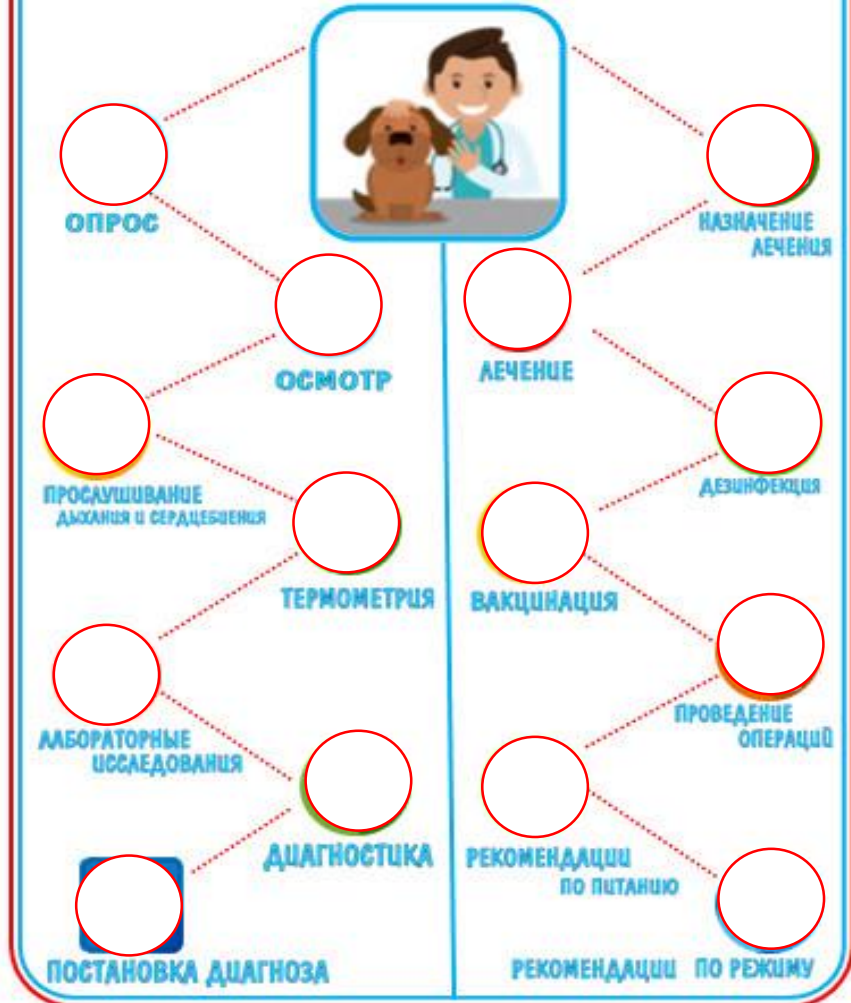 ОПРОС
ОСМОТР
ПРОСЛУШИВАНИЕ
ДЫХАНИЯ И СЕРДЦЕБИЕНИЯ
ТЕРМОМЕТРИЯ
ЛАБОРАТОРНЫЕ
ИССЛЕДОВАНИЯ
ДИАГНОСТИКА
ПОСТАНОВКА ДИАГНОЗА
НАЗНАЧЕНИЕ
ЛЕЧЕНИЯ
ЛЕЧЕНИЕ
ДЕЗИНФЕКЦИЯ
ВАКЦИНАЦИЯ
ПРОВЕДЕНИЕ
ОПЕРАЦИЙ
РЕКОМЕНДАЦИИ
ПО ПИТАНИЮ
РЕКОМЕНДАЦИИ ПО РЕЖИМУ